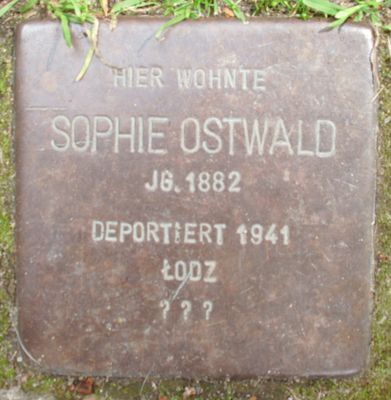 HIER WOHNTE
SOPHIE OSTWALD
JG. 1882
DEPORTIERT 1941
ŁODZ
? ? ?